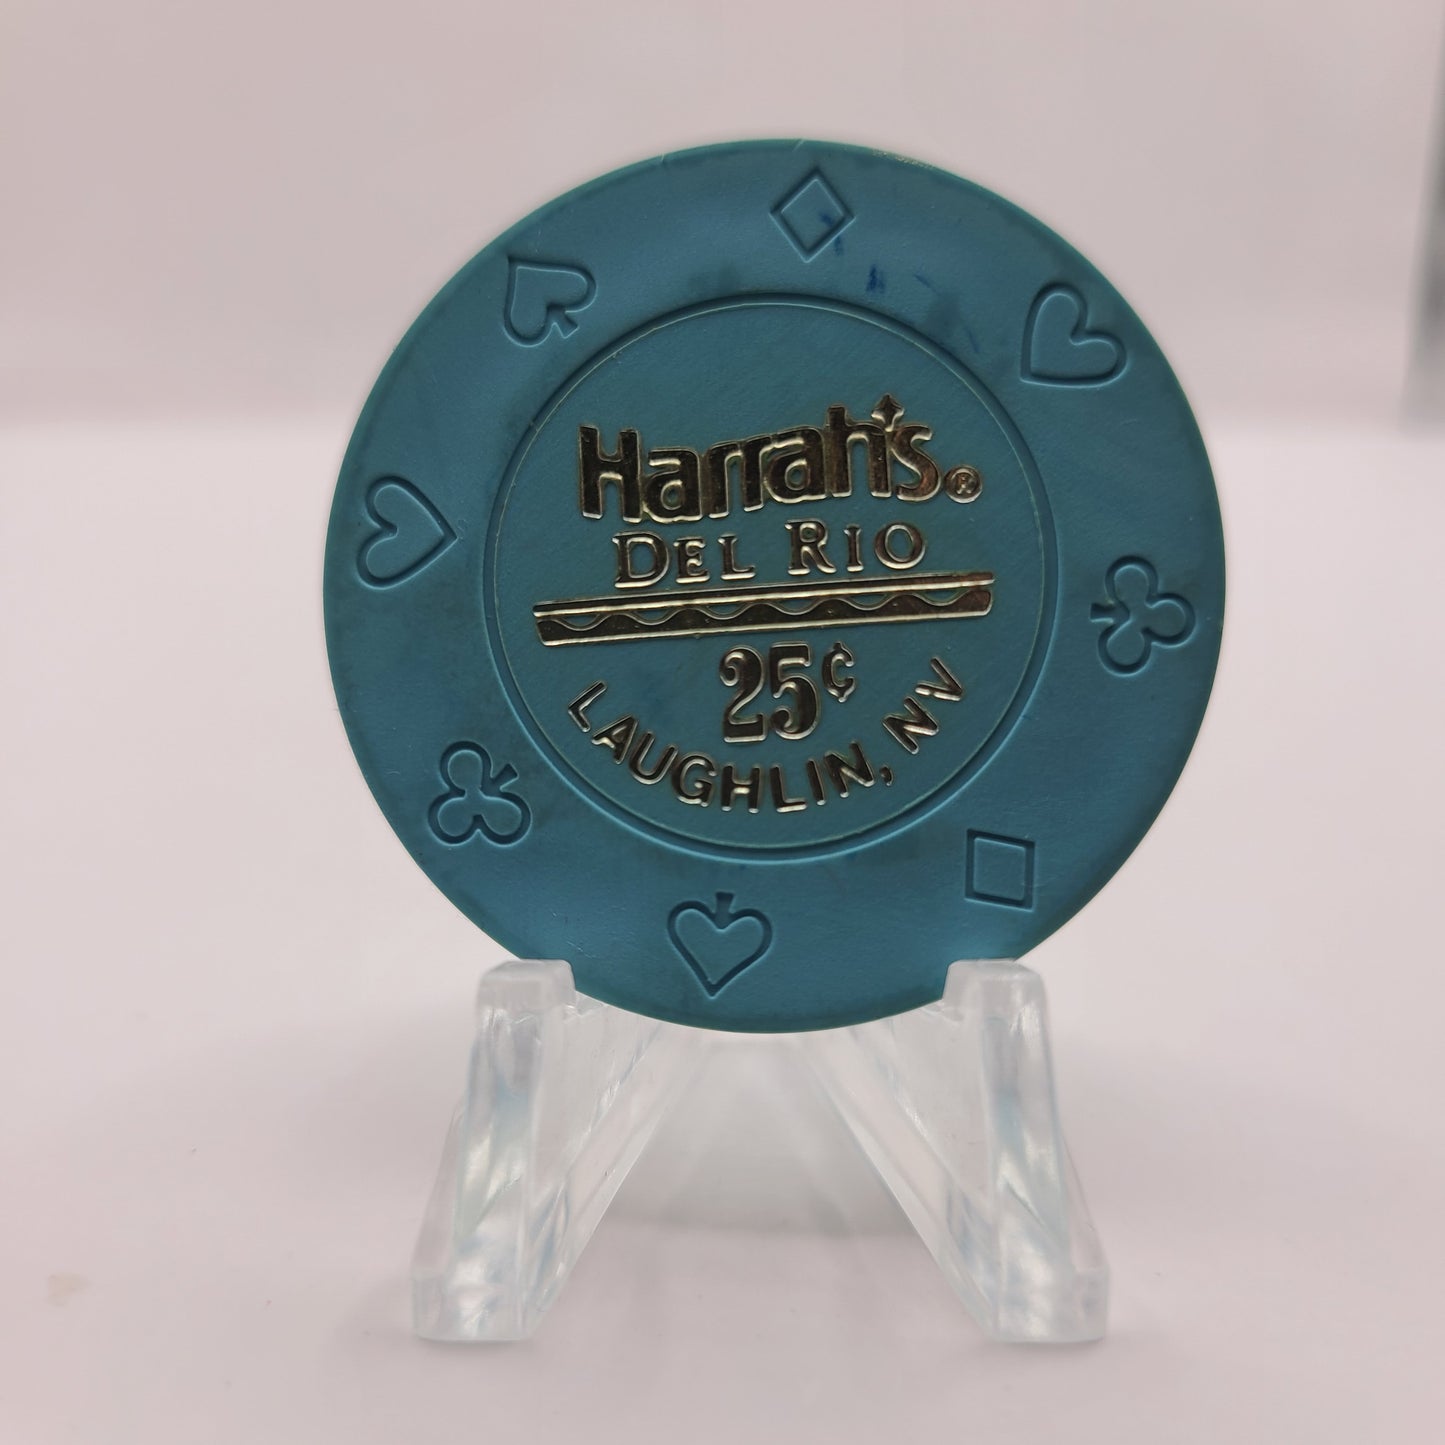 Harrah's®
DEL RIO
25¢
LAUGHLIN, NV